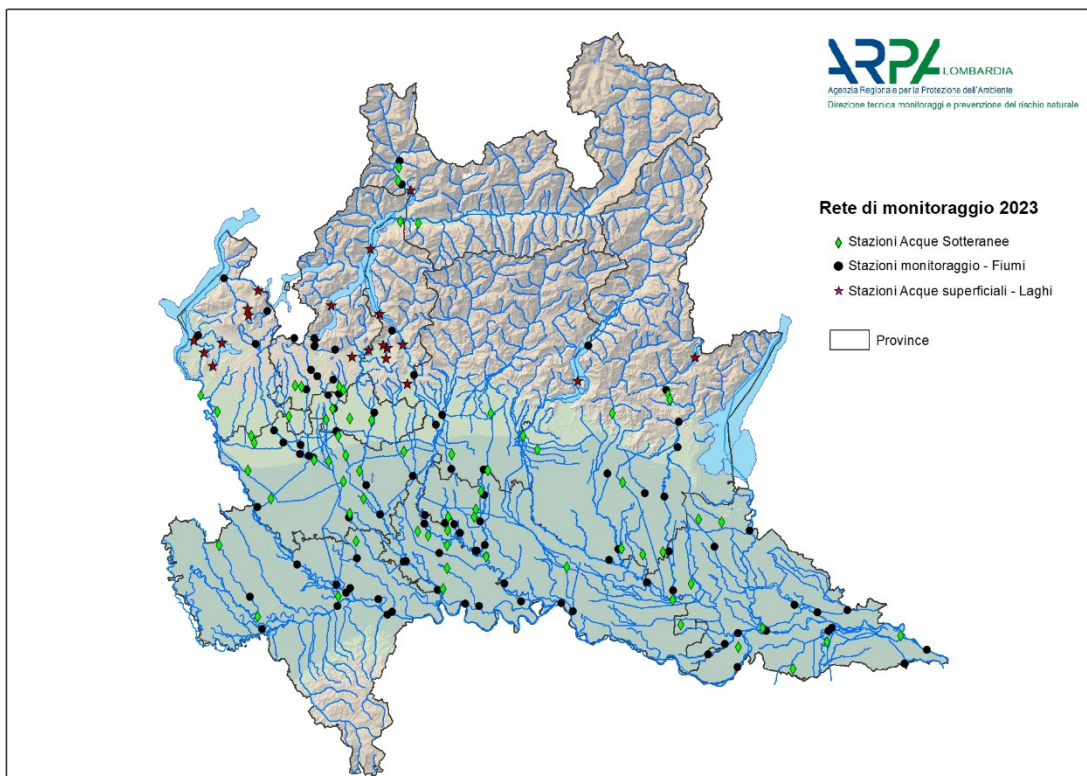 ARPA LOMBARDIA
Agenzia Regionale per la Protezione dell'Ambiente
Direzione tecnica monitoraggi e prevenzione del rischio naturale
Rete di monitoraggio 2023
Stazioni Acque Sotteranee
Stazioni monitoraggio - Fiumi
Stazioni Acque superficiali - Laghi
Province